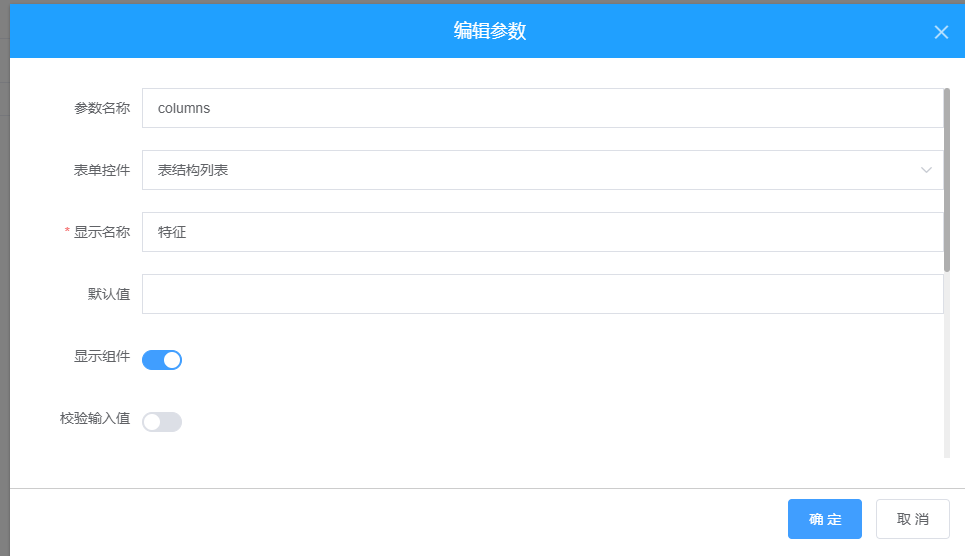 编辑参数
参数名称 columns
表单控件 表结构列表
* 显示名称 特征
默认值
显示组件
校验输入值
确 定 取 消